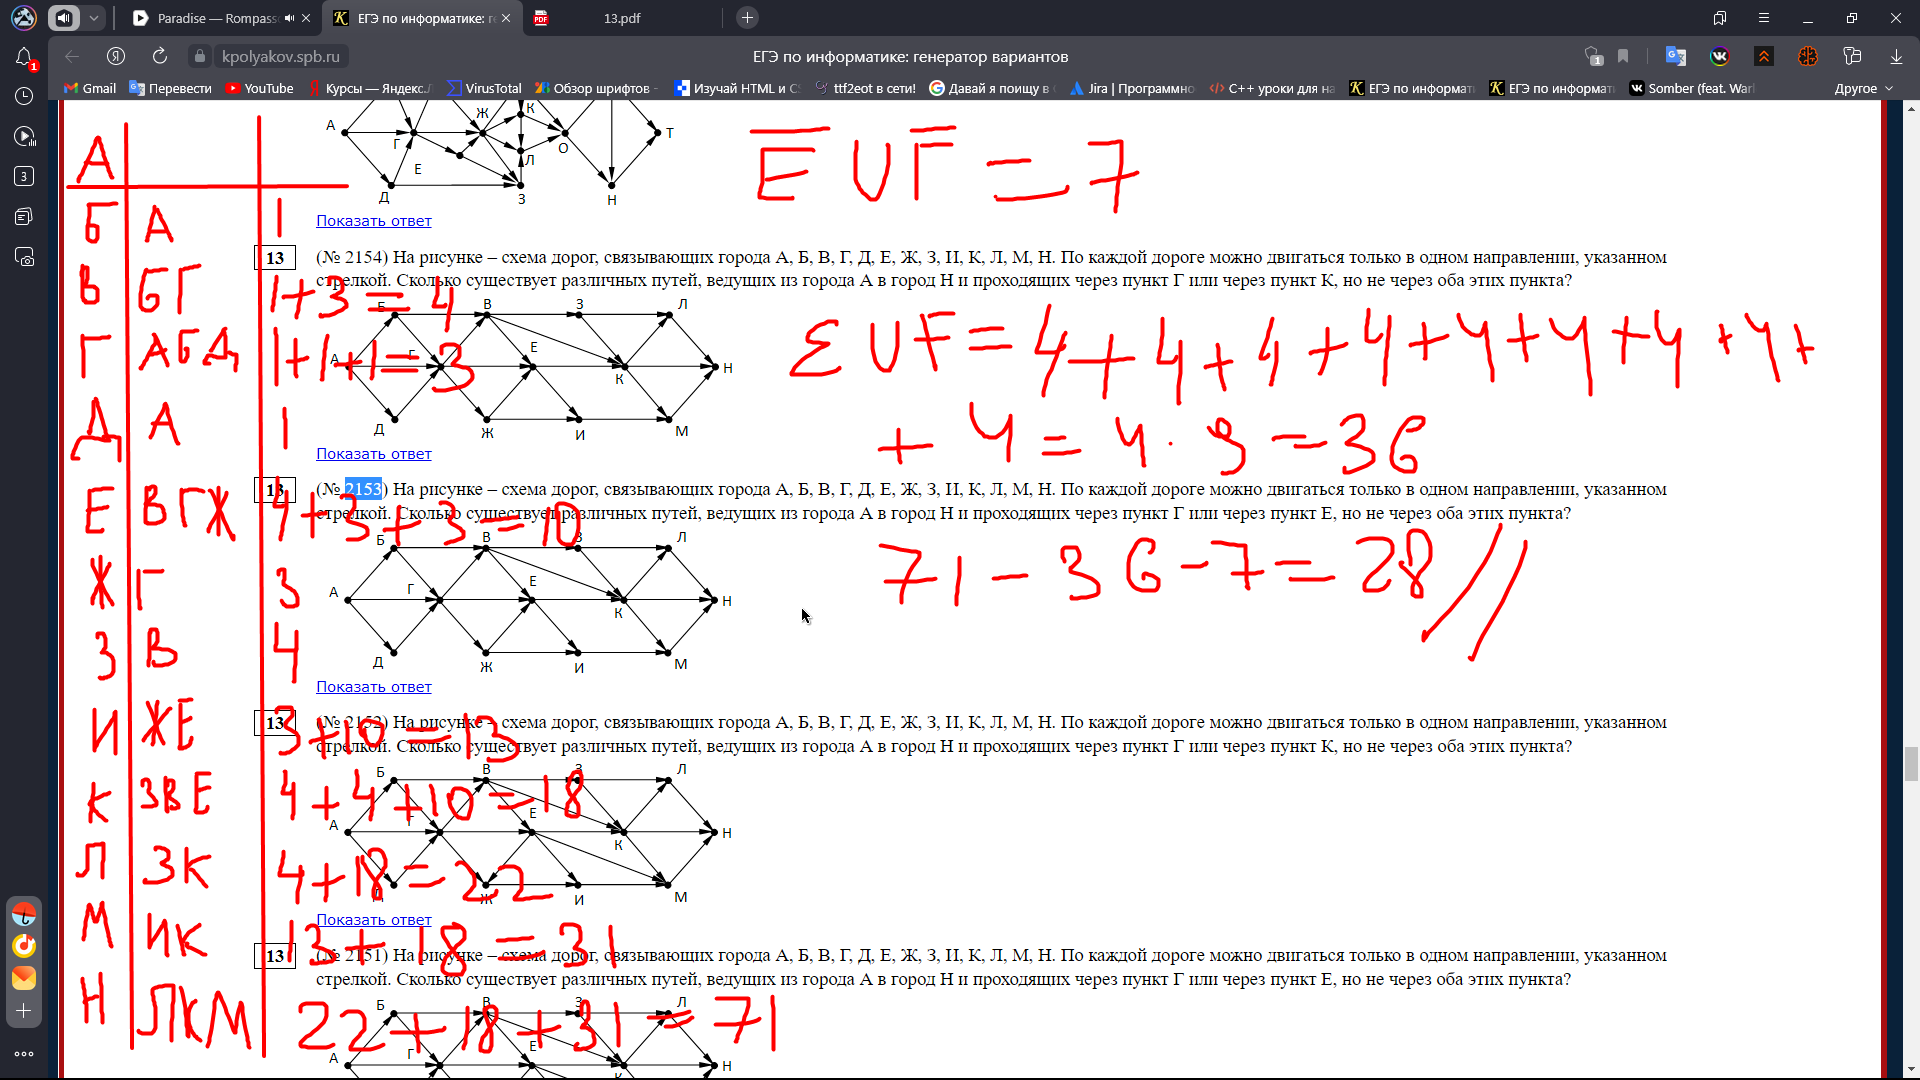 Paradise — Rompasso
ЕГЭ по информатике: ге
13.pdf
kpolyakov.spb.ru
ЕГЭ по информатике: генератор вариантов
1
1
Gmail
Перевести
YouTube
Курсы — Яндекс.
VirusTotal
Обзор шрифтов -
Изучай HTML и CS
ttf2eot в сети!
Давай я поищу в
Jira | Программно
C++ уроки для на
ЕГЭ по информат
ЕГЭ по информат
Somber (feat. War
Другое
3
А Г Ж К Л Е О Т Д З Н
Показать ответ
E U F = 7
13 (№ 2154) На рисунке – схема дорог, связывающих города А, Б, В, Г, Д, Е, Ж, З, И, К, Л, М, Н. По каждой дороге можно двигаться только в одном направлении, указанном
стрелкой. Сколько существует различных путей, ведущих из города А в город Н и проходящих через пункт Г или через пункт К, но не через оба этих пункта?
Б В З Л
А Г Е К Н
Д Ж И М
Показать ответ
E U F = 4 + 4 + 4 + 4 + 4 + 4 + 4 + 4 +
+ 4 = 4 · 9 = 36
13 (№ 2153) На рисунке – схема дорог, связывающих города А, Б, В, Г, Д, Е, Ж, З, И, К, Л, М, Н. По каждой дороге можно двигаться только в одном направлении, указанном
стрелкой. Сколько существует различных путей, ведущих из города А в город Н и проходящих через пункт Г или через пункт Е, но не через оба этих пункта?
Б В З Л
А Г Е К Н
Д Ж И М
Показать ответ
71 - 36 - 7 = 28 //
13 (№ 2152) На рисунке – схема дорог, связывающих города А, Б, В, Г, Д, Е, Ж, З, И, К, Л, М, Н. По каждой дороге можно двигаться только в одном направлении, указанном
стрелкой. Сколько существует различных путей, ведущих из города А в город Н и проходящих через пункт Г или через пункт К, но не через оба этих пункта?
Б В З Л
А Г Е К Н
Д Ж И М
Показать ответ
13 (№ 2151) На рисунке – схема дорог, связывающих города А, Б, В, Г, Д, Е, Ж, З, И, К, Л, М, Н. По каждой дороге можно двигаться только в одном направлении, указанном
стрелкой. Сколько существует различных путей, ведущих из города А в город Н и проходящих через пункт Г или через пункт Е, но не через оба этих пункта?
Б В З Л
А Г Е К Н
А
Б А 1
В БГ 1+3=4
Г АБД 1+1+1=3
Д А 1
Е ВГЖ 4+3+3=10
Ж Г 3
З В 4
И ЖЕ 3+10=13
К ЗВЕ 4+4+10=18
Л ЗК 4+18=22
М ИК 13+18=31
Н ЛКМ 22+18+31=71